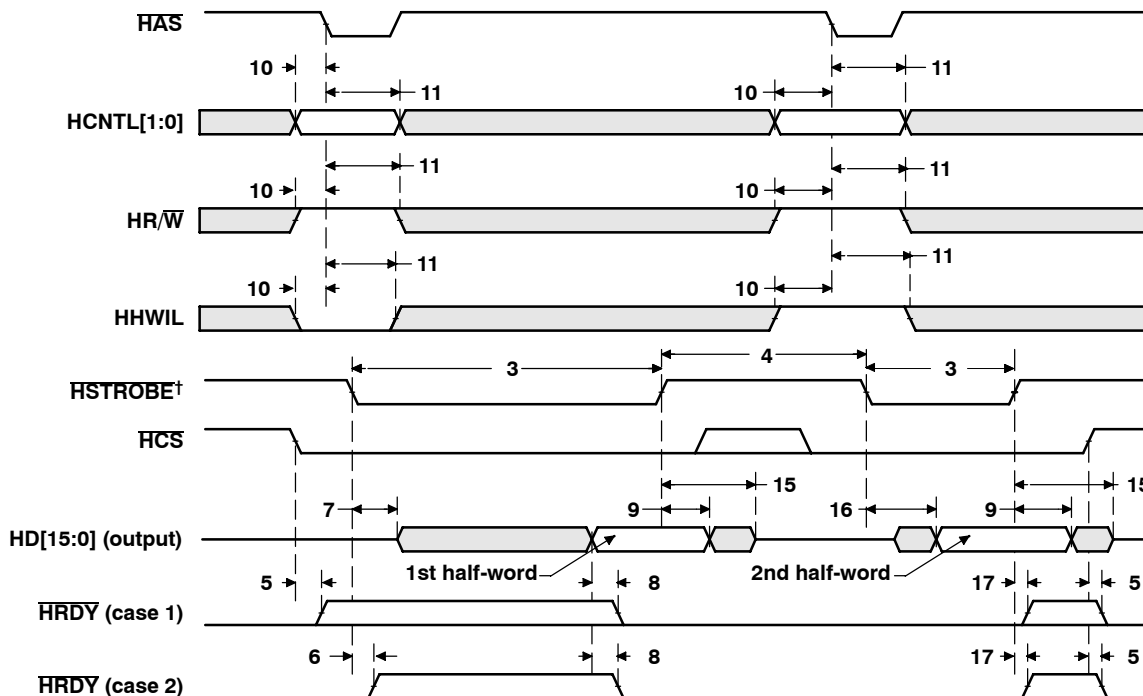 HAS
10 11 11
10
HCNTL[1:0]
11 11
10 10
HR/W
11 11
10 10
HHWIL
3 4 3
HSTROBE†
HCS
15 15
7 9 16 9
HD[15:0] (output)
1st half-word 2nd half-word
5 8 17 5
HRDY (case 1)
6 8 17 5
HRDY (case 2)